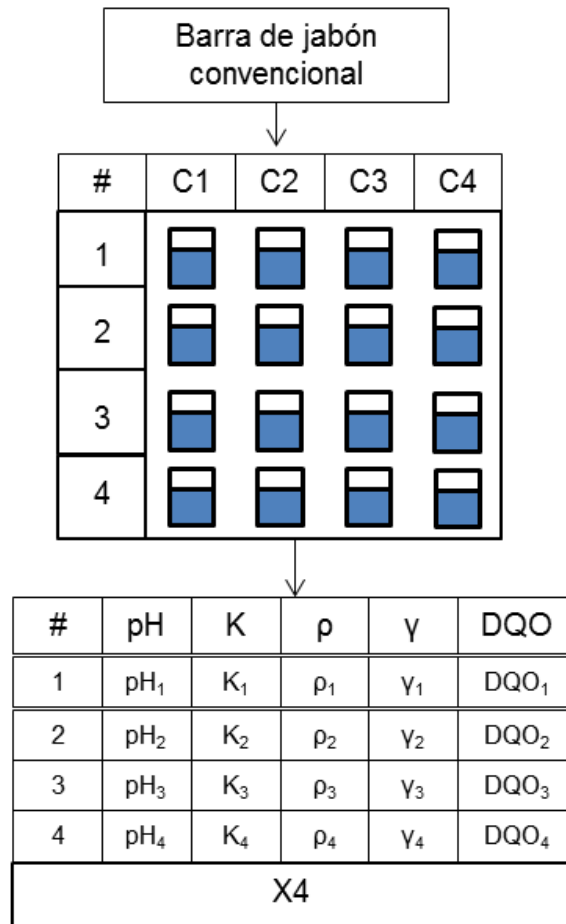 Barra de jabón
convencional
# C1 C2 C3 C4
1
2
3
4
# pH K ρ γ DQO
1 pH₁ K₁ ρ₁ γ₁ DQO₁
2 pH₂ K₂ ρ₂ γ₂ DQO₂
3 pH₃ K₃ ρ₃ γ₃ DQO₃
4 pH₄ K₄ ρ₄ γ₄ DQO₄
X4